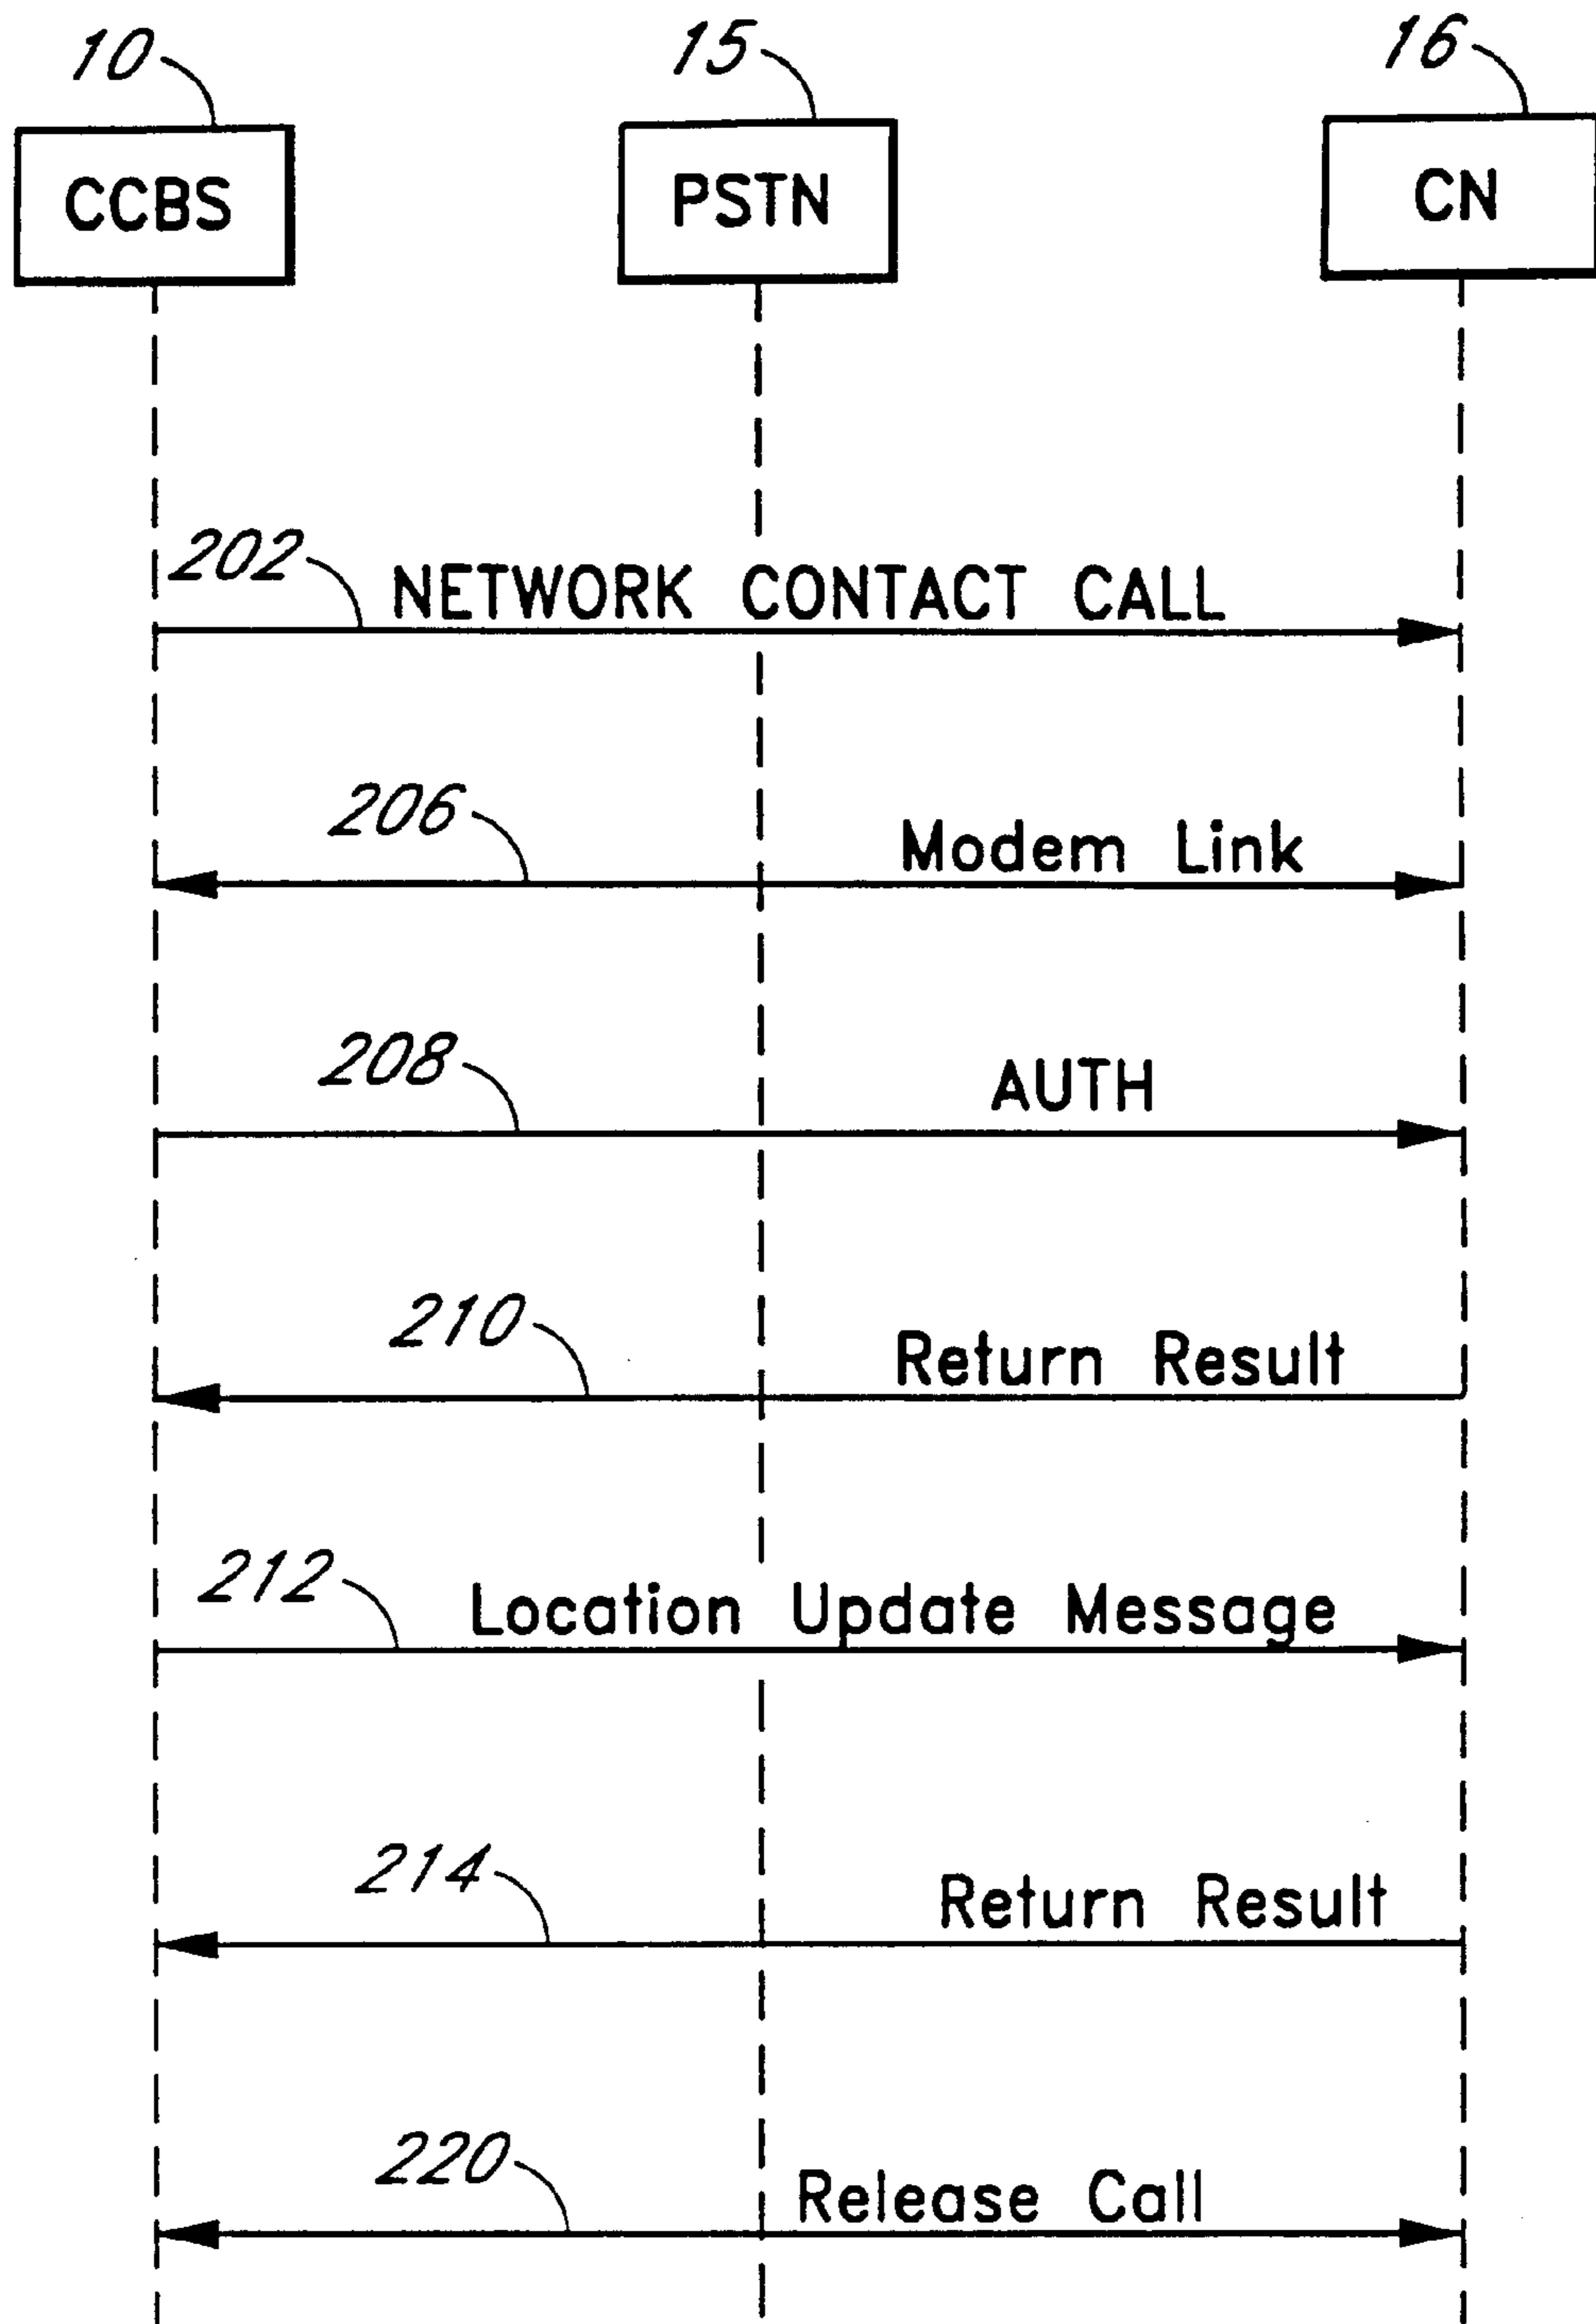 10 15 16
CCBS PSTN CN
202 NETWORK CONTACT CALL
206 Modem Link
208 AUTH
210 Return Result
212 Location Update Message
214 Return Result
220 Release Call